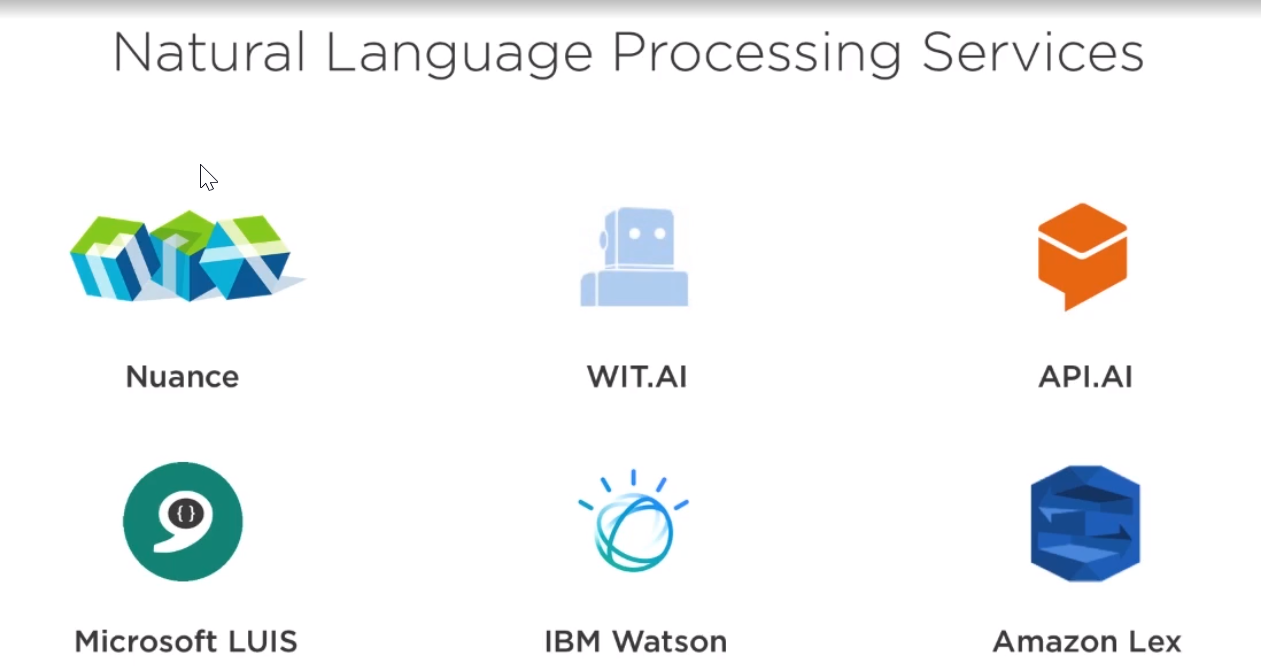 Natural Language Processing Services
Nuance
WIT.AI
API.AI
{}
Microsoft LUIS
IBM Watson
Amazon Lex